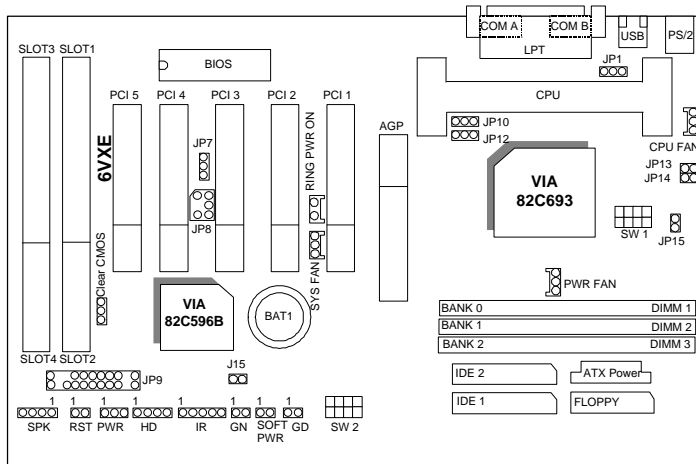 COM A
COM B
USB
PS/2
LPT
SLOT3
SLOT1
BIOS
JP1
CPU
PCI 5
PCI 4
PCI 3
PCI 2
PCI 1
AGP
JP10
JP12
CPU FAN
6VXE
JP7
RING PWR ON
JP13
JP14
VIA
82C693
JP8
SW 1
JP15
Clear CMOS
SYS FAN
PWR FAN
VIA
82C596B
BAT1
BANK 0
DIMM 1
BANK 1
DIMM 2
BANK 2
DIMM 3
SLOT4
SLOT2
J15
JP9
IDE 2
ATX Power
IDE 1
FLOPPY
1
1
1
1
1
1
1
1
SPK
RST
PWR
HD
IR
GN
SOFT
PWR
GD
SW 2